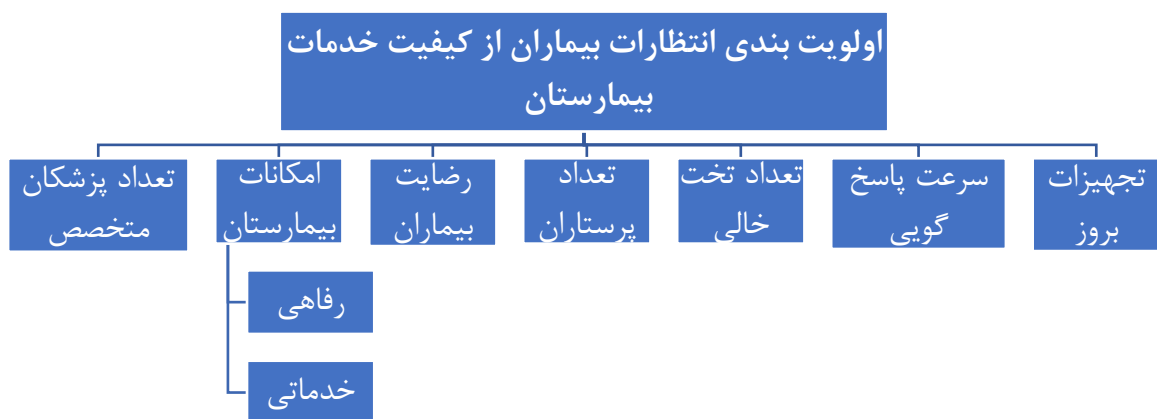 اولویت بندی انتظارات بیماران از کیفیت خدمات
بیمارستان
تجهیزات
بروز
سرعت پاسخ
گویی
تعداد تخت
خالی
تعداد
پرستاران
رضایت
بیماران
امکانات
بیمارستان
تعداد پزشکان
متخصص
رفاهی
خدماتی